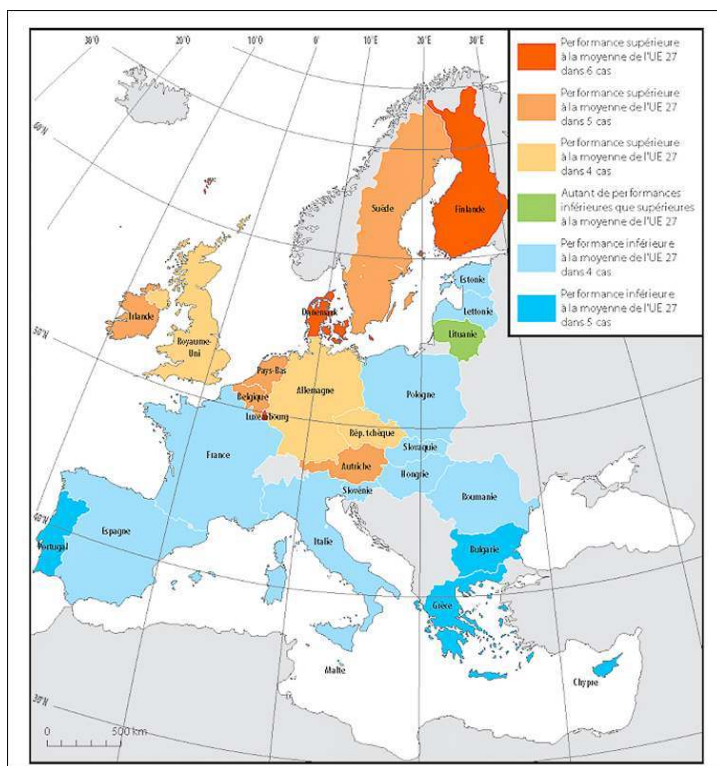 30°O
20°O
10°O
0°
10°E
20°E
30°E
60°N
50°N
40°N
30°N
Performance supérieure
à la moyenne de l'UE 27
dans 6 cas
Performance supérieure
à la moyenne de l'UE 27
dans 5 cas
Performance supérieure
à la moyenne de l'UE 27
dans 4 cas
Autant de performances
inférieures que supérieures
à la moyenne de l'UE 27
Performance inférieure
à la moyenne de l'UE 27
dans 4 cas
Performance inférieure
à la moyenne de l'UE 27
dans 5 cas
Suède
Finlande
Estonie
Lettonie
Lituanie
Danemark
Irlande
Royaume-
Uni
Pays-Bas
Belgique
Luxembourg
Allemagne
Pologne
Rép. tchèque
Slovaquie
Autriche
Hongrie
Slovénie
France
Roumanie
Bulgarie
Italie
Espagne
Portugal
Grèce
Malte
Chypre
0
500 km